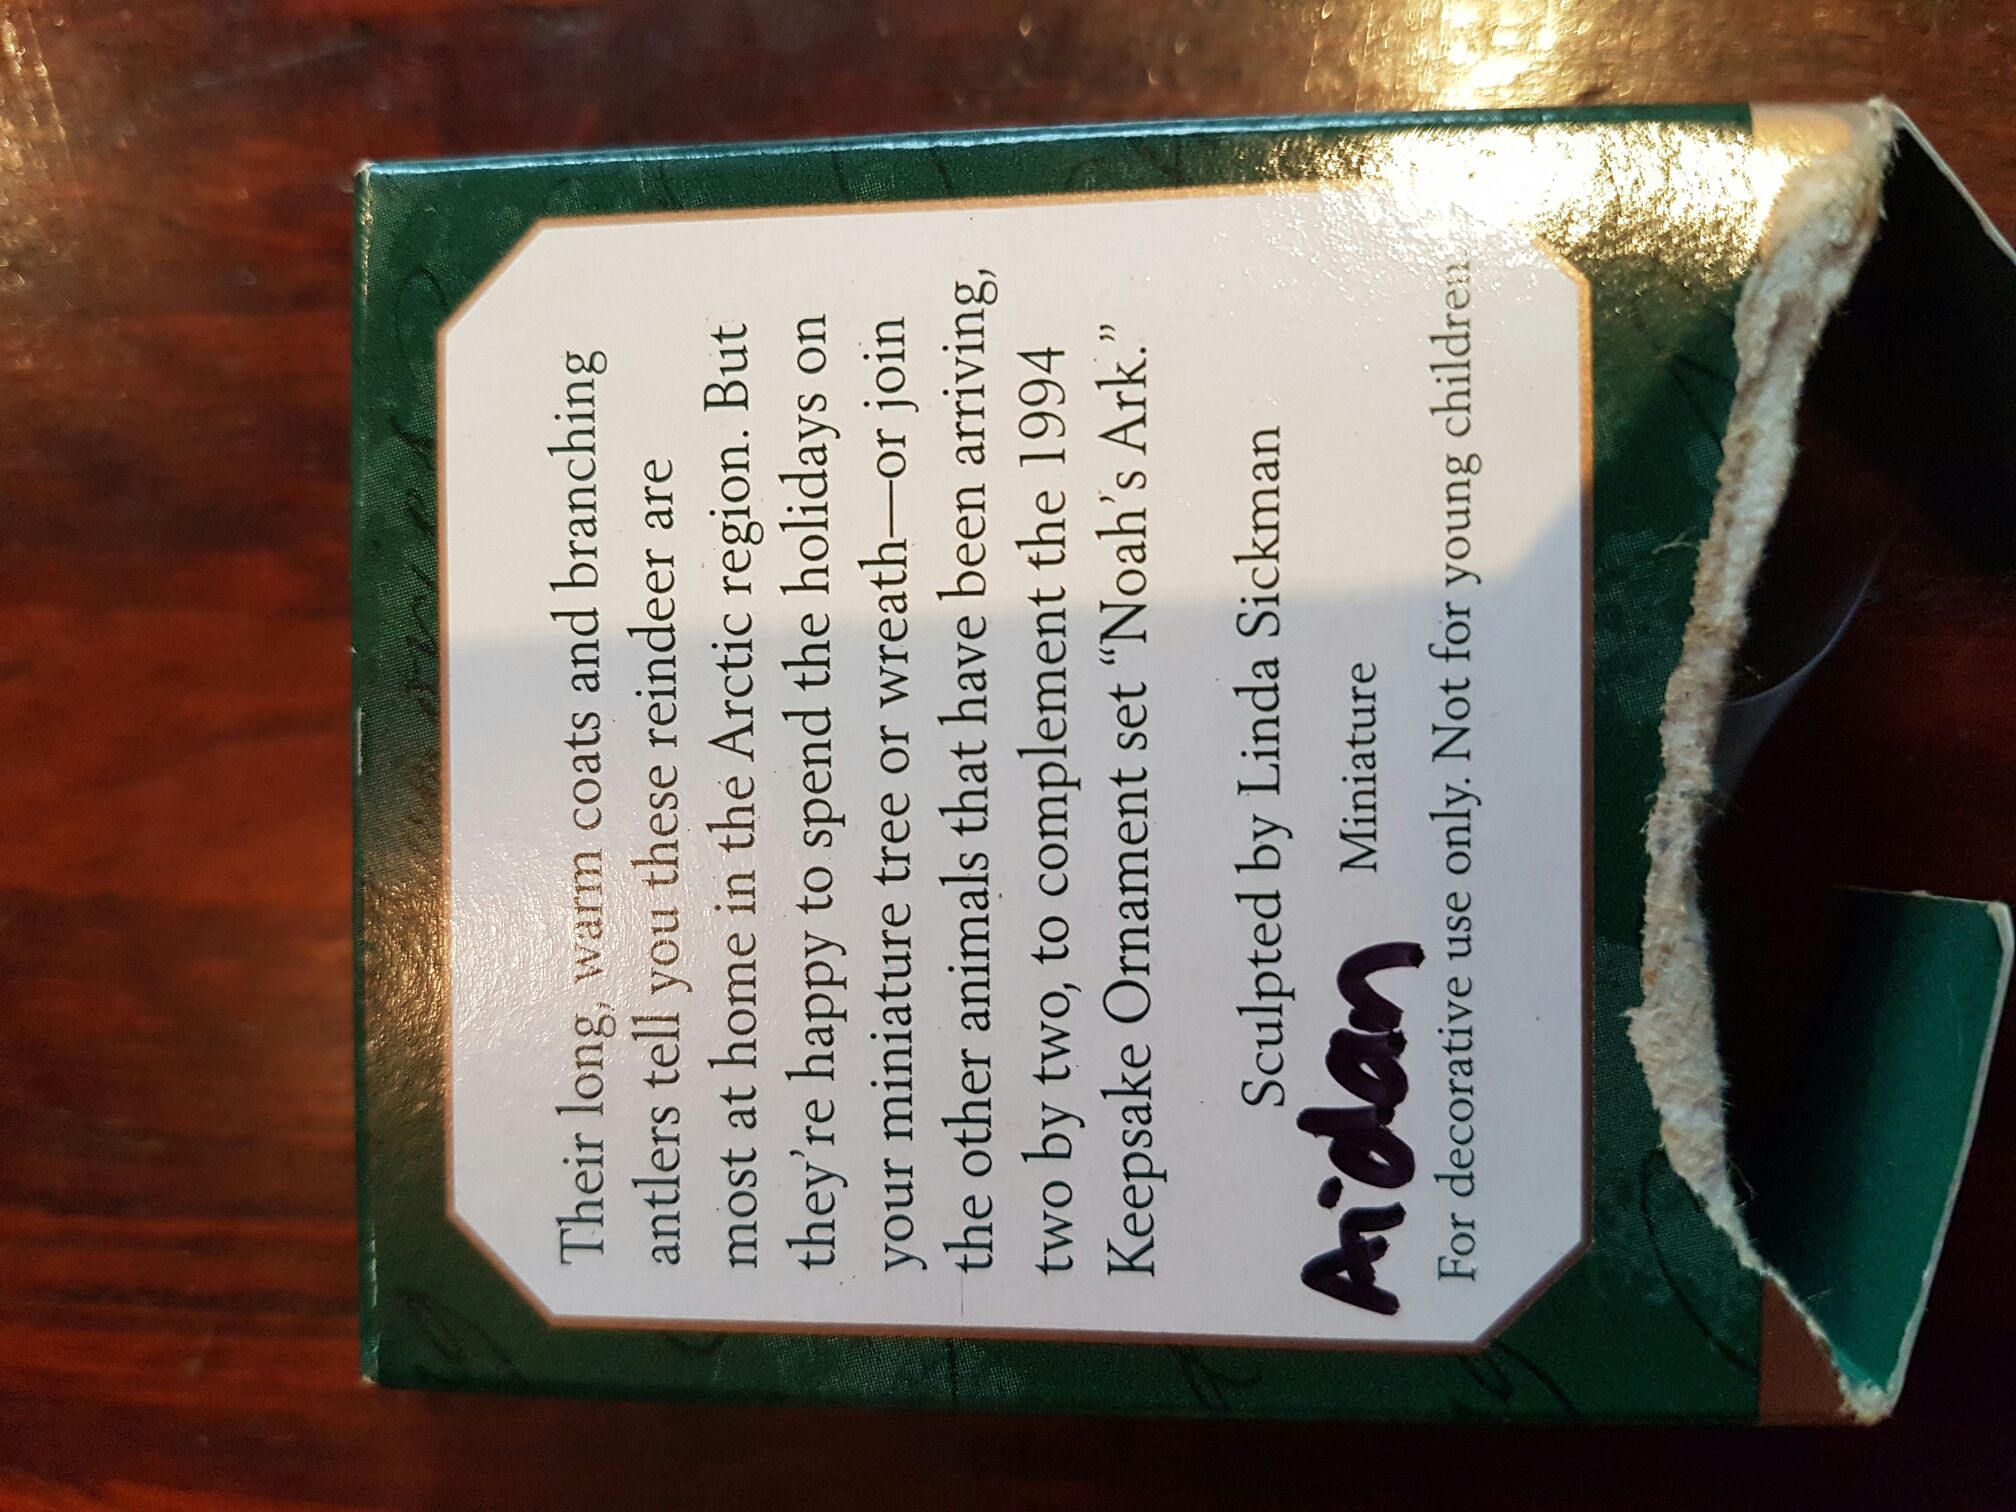 Their long, warm coats and branching
antlers tell you these reindeer are
most at home in the Arctic region. But
they're happy to spend the holidays on
your miniature tree or wreath—or join
the other animals that have been arriving,
two by two, to complement the 1994
Keepsake Ornament set “Noah's Ark.”
Sculpted by Linda Sickman
Miniature
Aidan
For decorative use only. Not for young children.